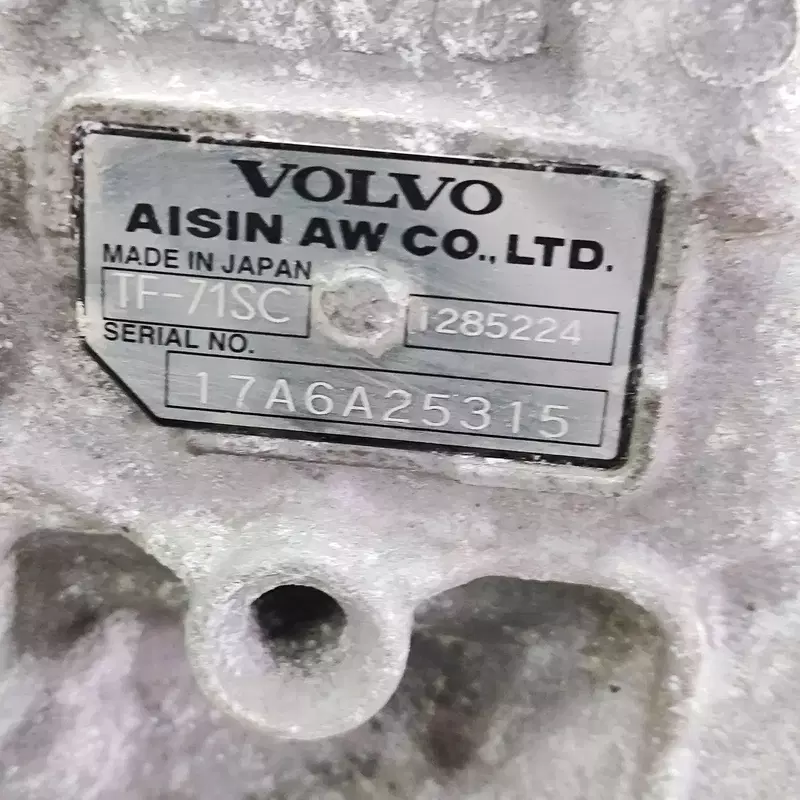 VOLVO
AISIN AW CO., LTD.
MADE IN JAPAN
TF-71SC 1285224
SERIAL NO.
17A6A25315